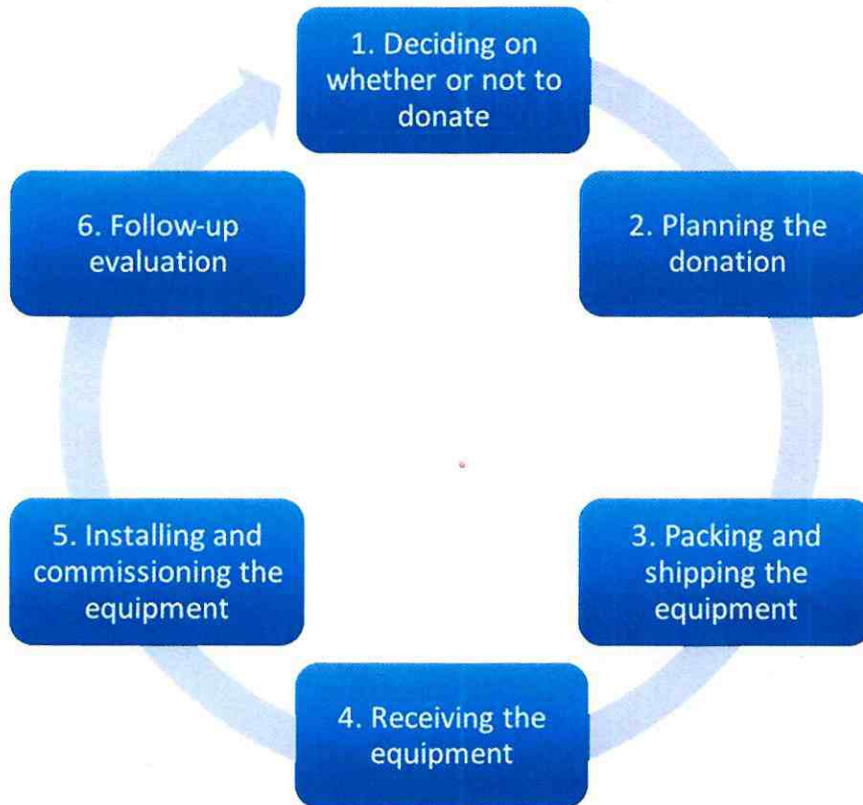 1. Deciding on
whether or not to
donate
2. Planning the
donation
3. Packing and
shipping the
equipment
4. Receiving the
equipment
5. Installing and
commissioning the
equipment
6. Follow-up
evaluation